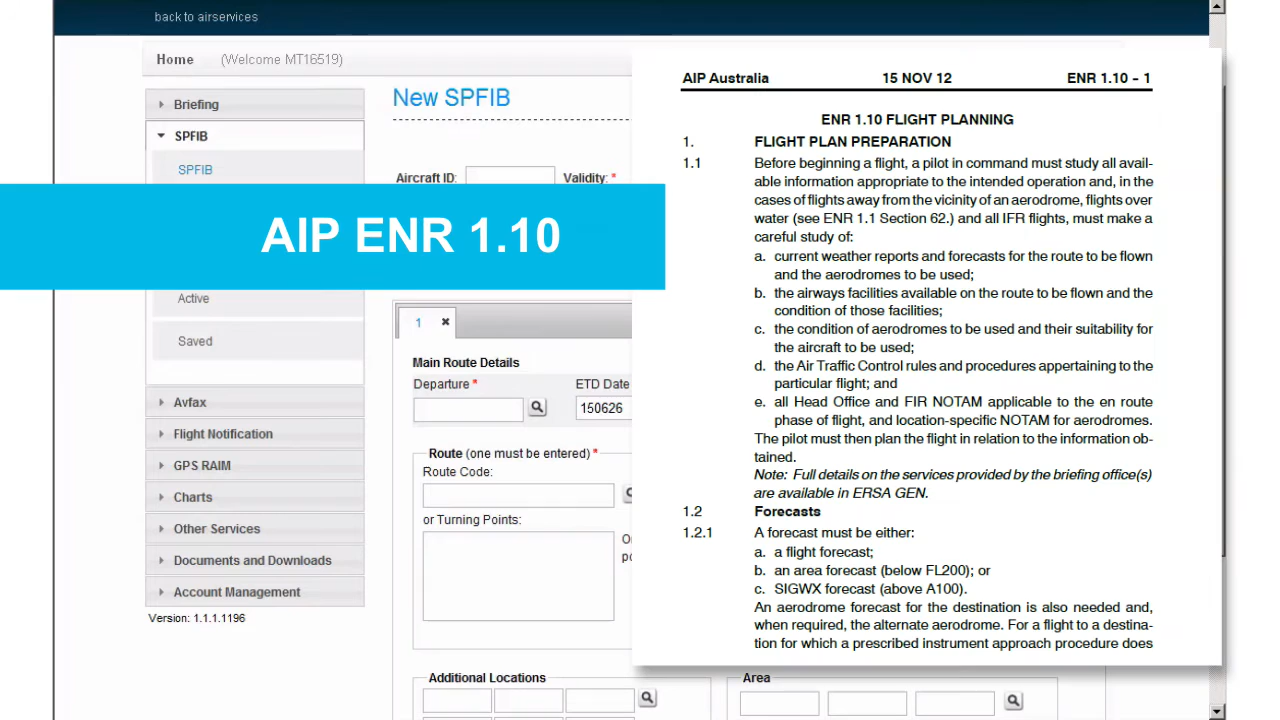 back to airservices
Home (Welcome MT16519)
Briefing
SPFIB
SPFIB
AIP ENR 1.10
Active
Saved
Avfax
Flight Notification
GPS RAIM
Charts
Other Services
Documents and Downloads
Account Management
Version: 1.1.1.1196
New SPFIB
Aircraft ID: Validity: *
1
Main Route Details
Departure * ETD Date
150626
Route (one must be entered) *
Route Code:
or Turning Points:
Additional Locations
Area
AIP Australia 15 NOV 12 ENR 1.10 - 1
ENR 1.10 FLIGHT PLANNING
1. FLIGHT PLAN PREPARATION
1.1 Before beginning a flight, a pilot in command must study all avail-
able information appropriate to the intended operation and, in the
cases of flights away from the vicinity of an aerodrome, flights over
water (see ENR 1.1 Section 62.) and all IFR flights, must make a
careful study of:
a. current weather reports and forecasts for the route to be flown
and the aerodromes to be used;
b. the airways facilities available on the route to be flown and the
condition of those facilities;
c. the condition of aerodromes to be used and their suitability for
the aircraft to be used;
d. the Air Traffic Control rules and procedures appertaining to the
particular flight; and
e. all Head Office and FIR NOTAM applicable to the en route
phase of flight, and location-specific NOTAM for aerodromes.
The pilot must then plan the flight in relation to the information ob-
tained.
Note: Full details on the services provided by the briefing office(s)
are available in ERSA GEN.
1.2 Forecasts
1.2.1 A forecast must be either:
a. a flight forecast;
b. an area forecast (below FL200); or
c. SIGWX forecast (above A100).
An aerodrome forecast for the destination is also needed and,
when required, the alternate aerodrome. For a flight to a destina-
tion for which a prescribed instrument approach procedure does